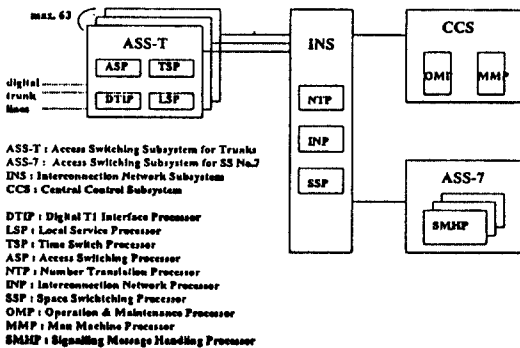 max. 63
ASS-T
ASP TSP
DTIP LSP
digital
trunk
lines
INS
NTP
INP
SSP
CCS
OMP MMP
ASS-7
SMHP
ASS-T : Access Switching Subsystem for Trunks
ASS-7 : Access Switching Subsystem for SS No.7
INS : Interconnection Network Subsystem
CCS : Central Control Subsystem
DTIP : Digital T1 Interface Processor
LSP : Local Service Processor
TSP : Time Switch Processor
ASP : Access Switching Processor
NTP : Number Translation Processor
INP : Interconnection Network Processor
SSP : Space Swichtching Processor
OMP : Operation & Maintenance Processor
MMP : Man Machine Processor
SMHP : Signalling Message Handling Processor